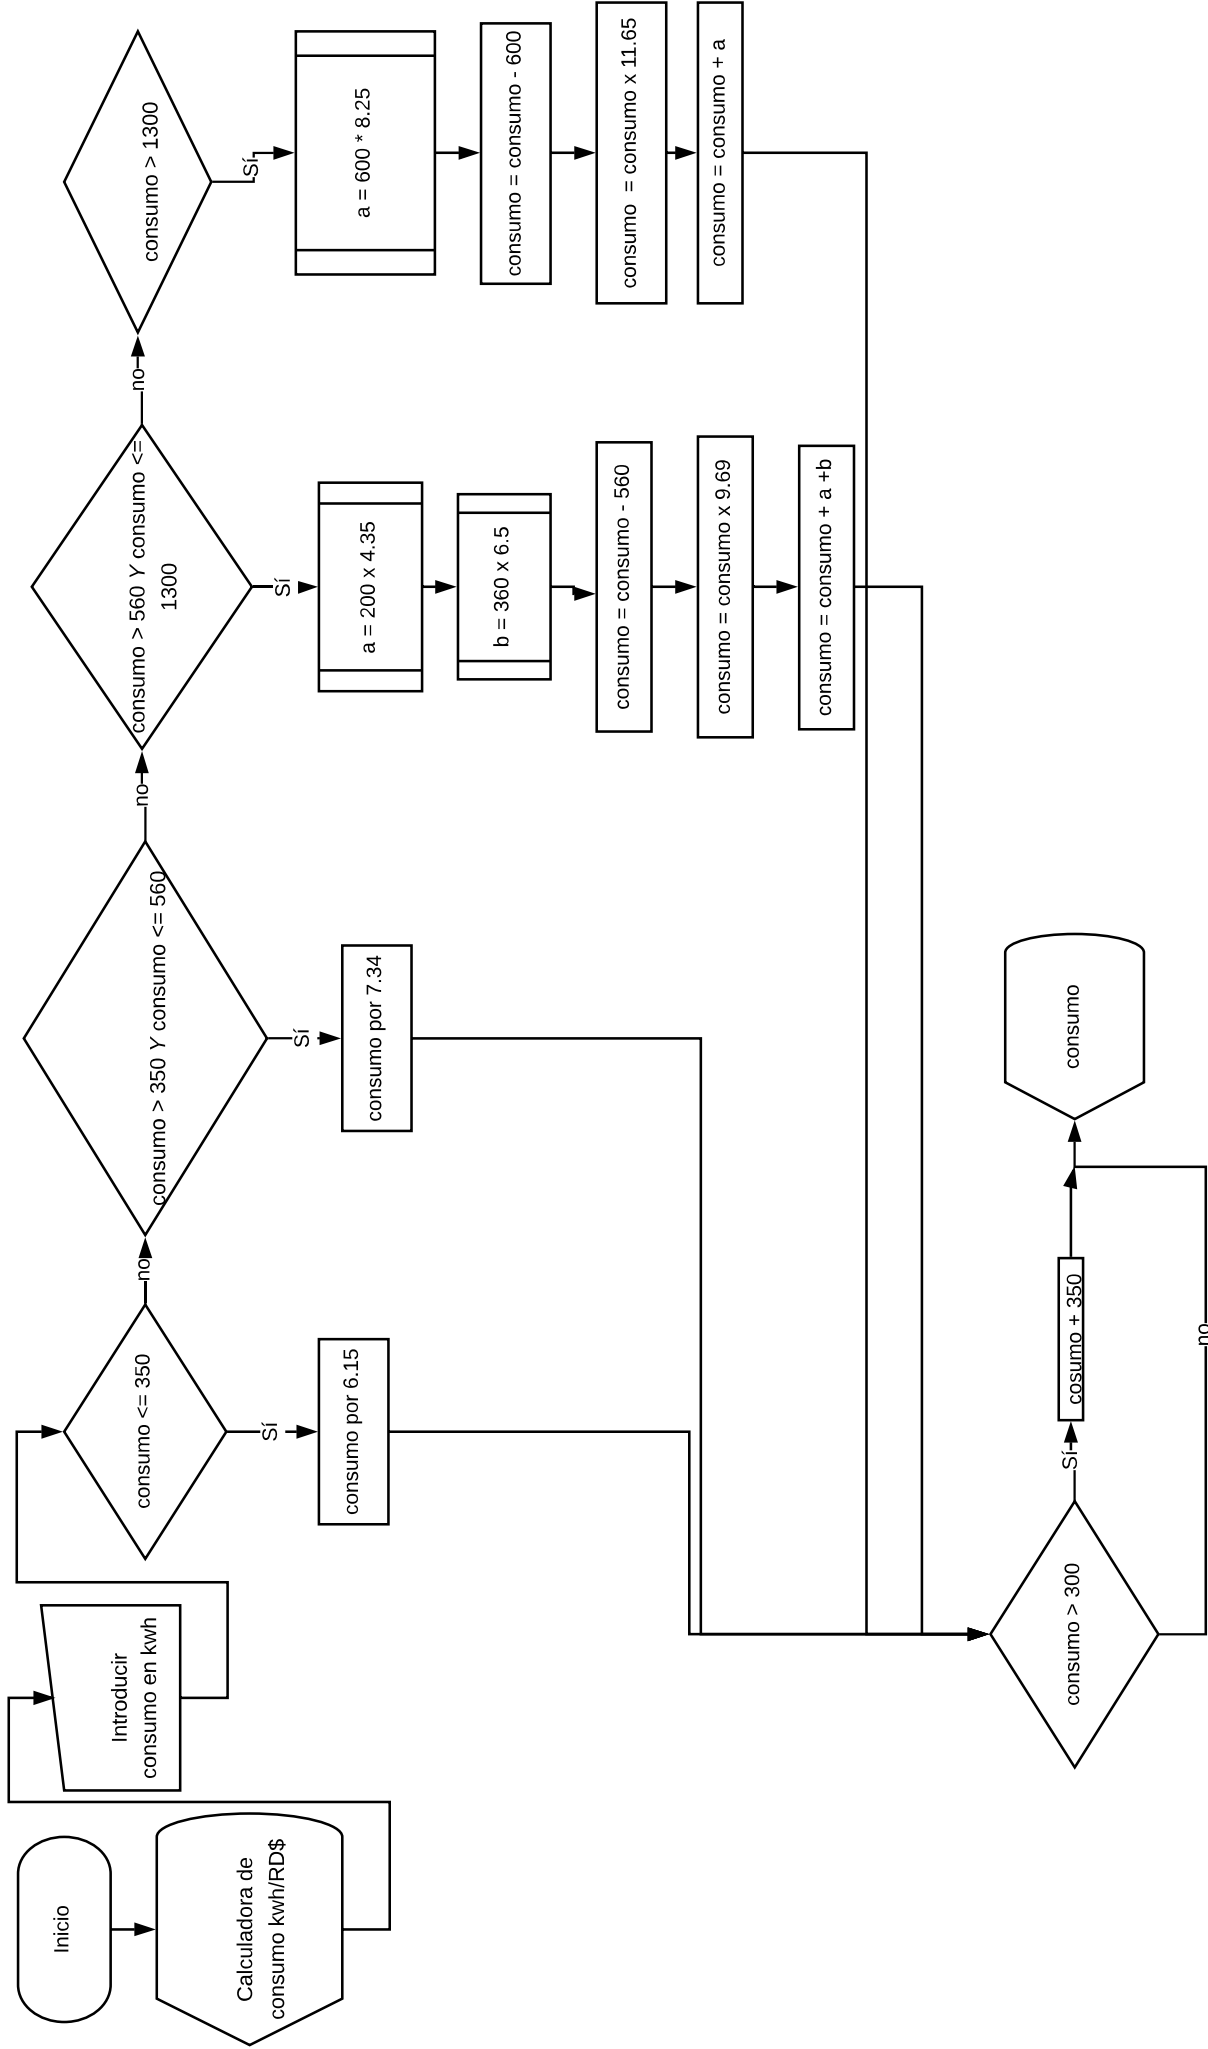 Inicio
Calculadora de
consumo kwh/RD$
Introducir
consumo en kwh
consumo <= 350
no
Sí
consumo por 6.15
consumo > 350 Y consumo <= 560
no
Sí
consumo por 7.34
consumo > 560 Y consumo <=
1300
no
Sí
a = 200 x 4.35
b = 360 x 6.5
consumo = consumo - 560
consumo = consumo x 9.69
consumo = consumo + a +b
consumo > 1300
Sí
a = 600 * 8.25
consumo = consumo - 600
consumo = consumo x 11.65
consumo = consumo + a
consumo > 300
Sí
cosumo + 350
no
consumo